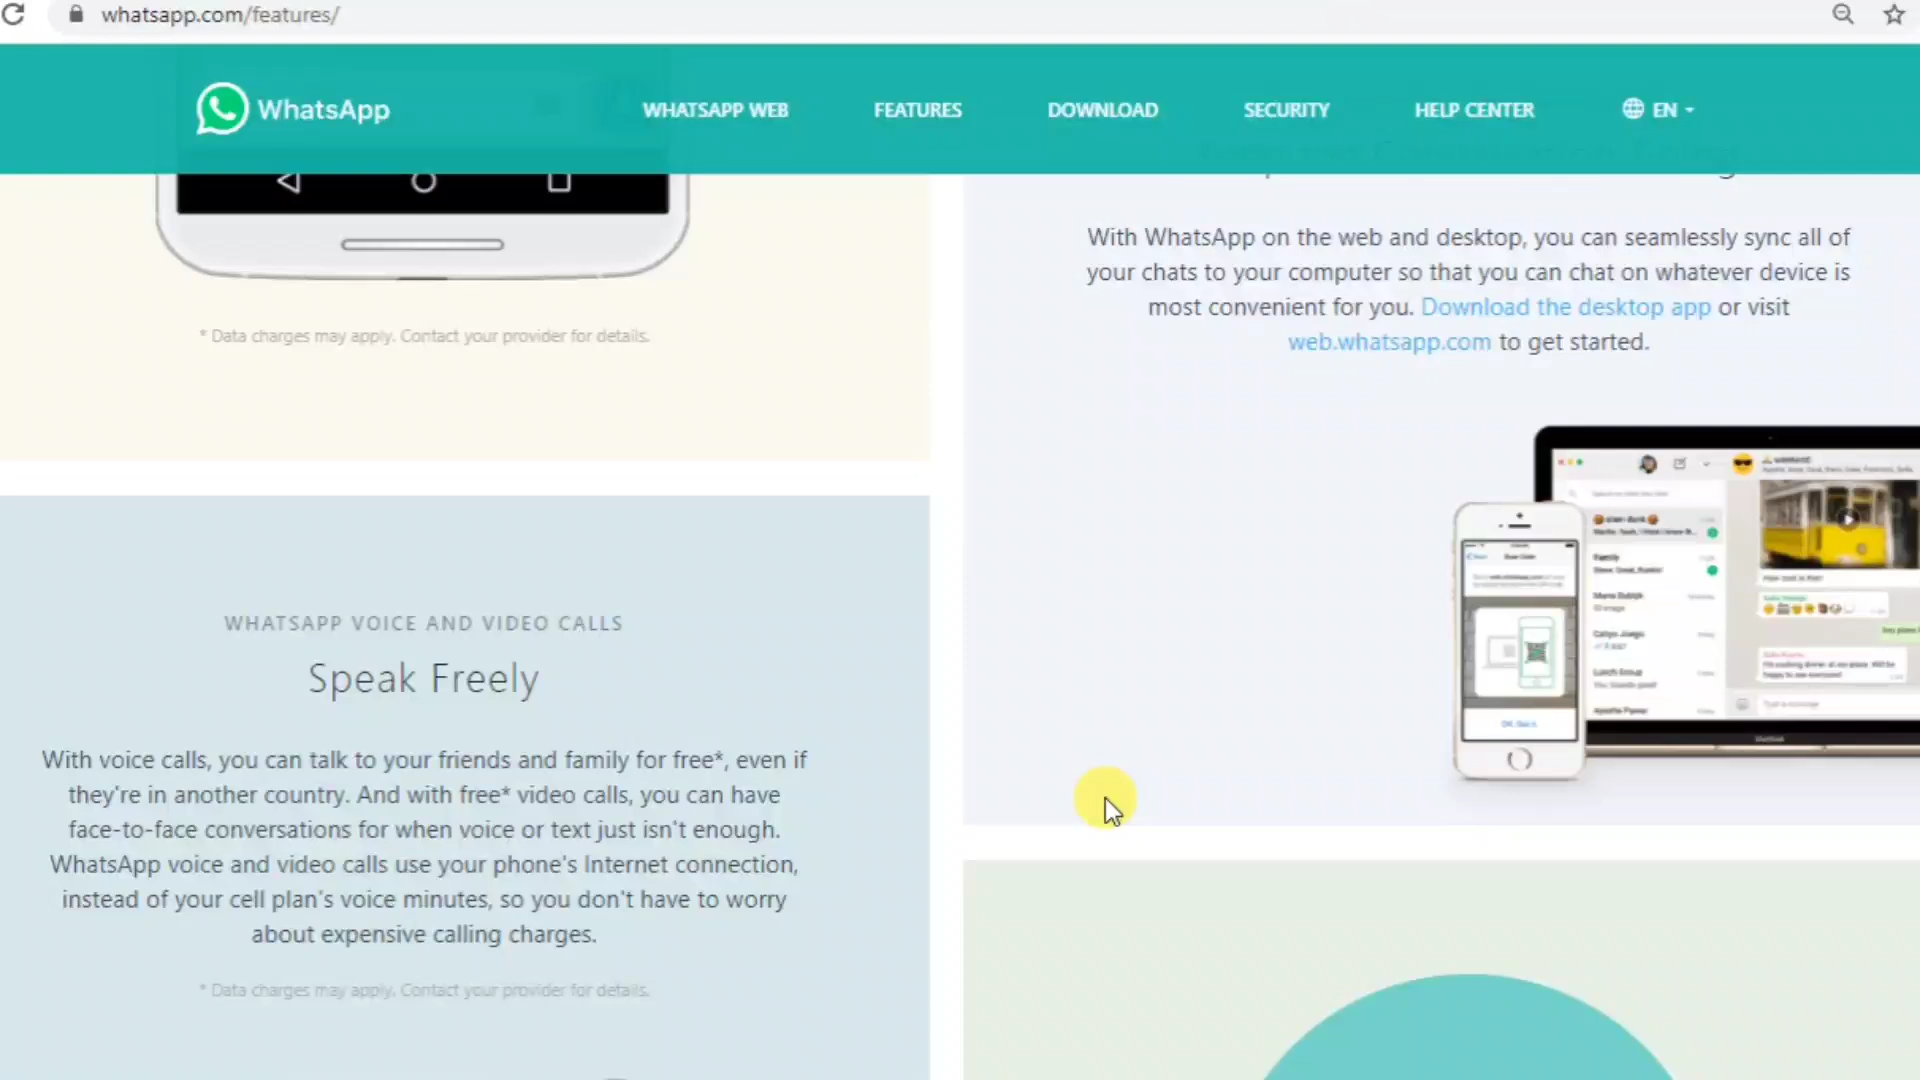 whatsapp.com/features/
WhatsApp
WHATSAPP WEB
FEATURES
DOWNLOAD
SECURITY
HELP CENTER
EN
* Data charges may apply. Contact your provider for details.
WHATSAPP VOICE AND VIDEO CALLS
Speak Freely
With voice calls, you can talk to your friends and family for free*, even if
they're in another country. And with free* video calls, you can have
face-to-face conversations for when voice or text just isn't enough.
WhatsApp voice and video calls use your phone's Internet connection,
instead of your cell plan's voice minutes, so you don't have to worry
about expensive calling charges.
* Data charges may apply. Contact your provider for details.
With WhatsApp on the web and desktop, you can seamlessly sync all of
your chats to your computer so that you can chat on whatever device is
most convenient for you. Download the desktop app or visit
web.whatsapp.com to get started.
Family
Lunch Group
Type a message